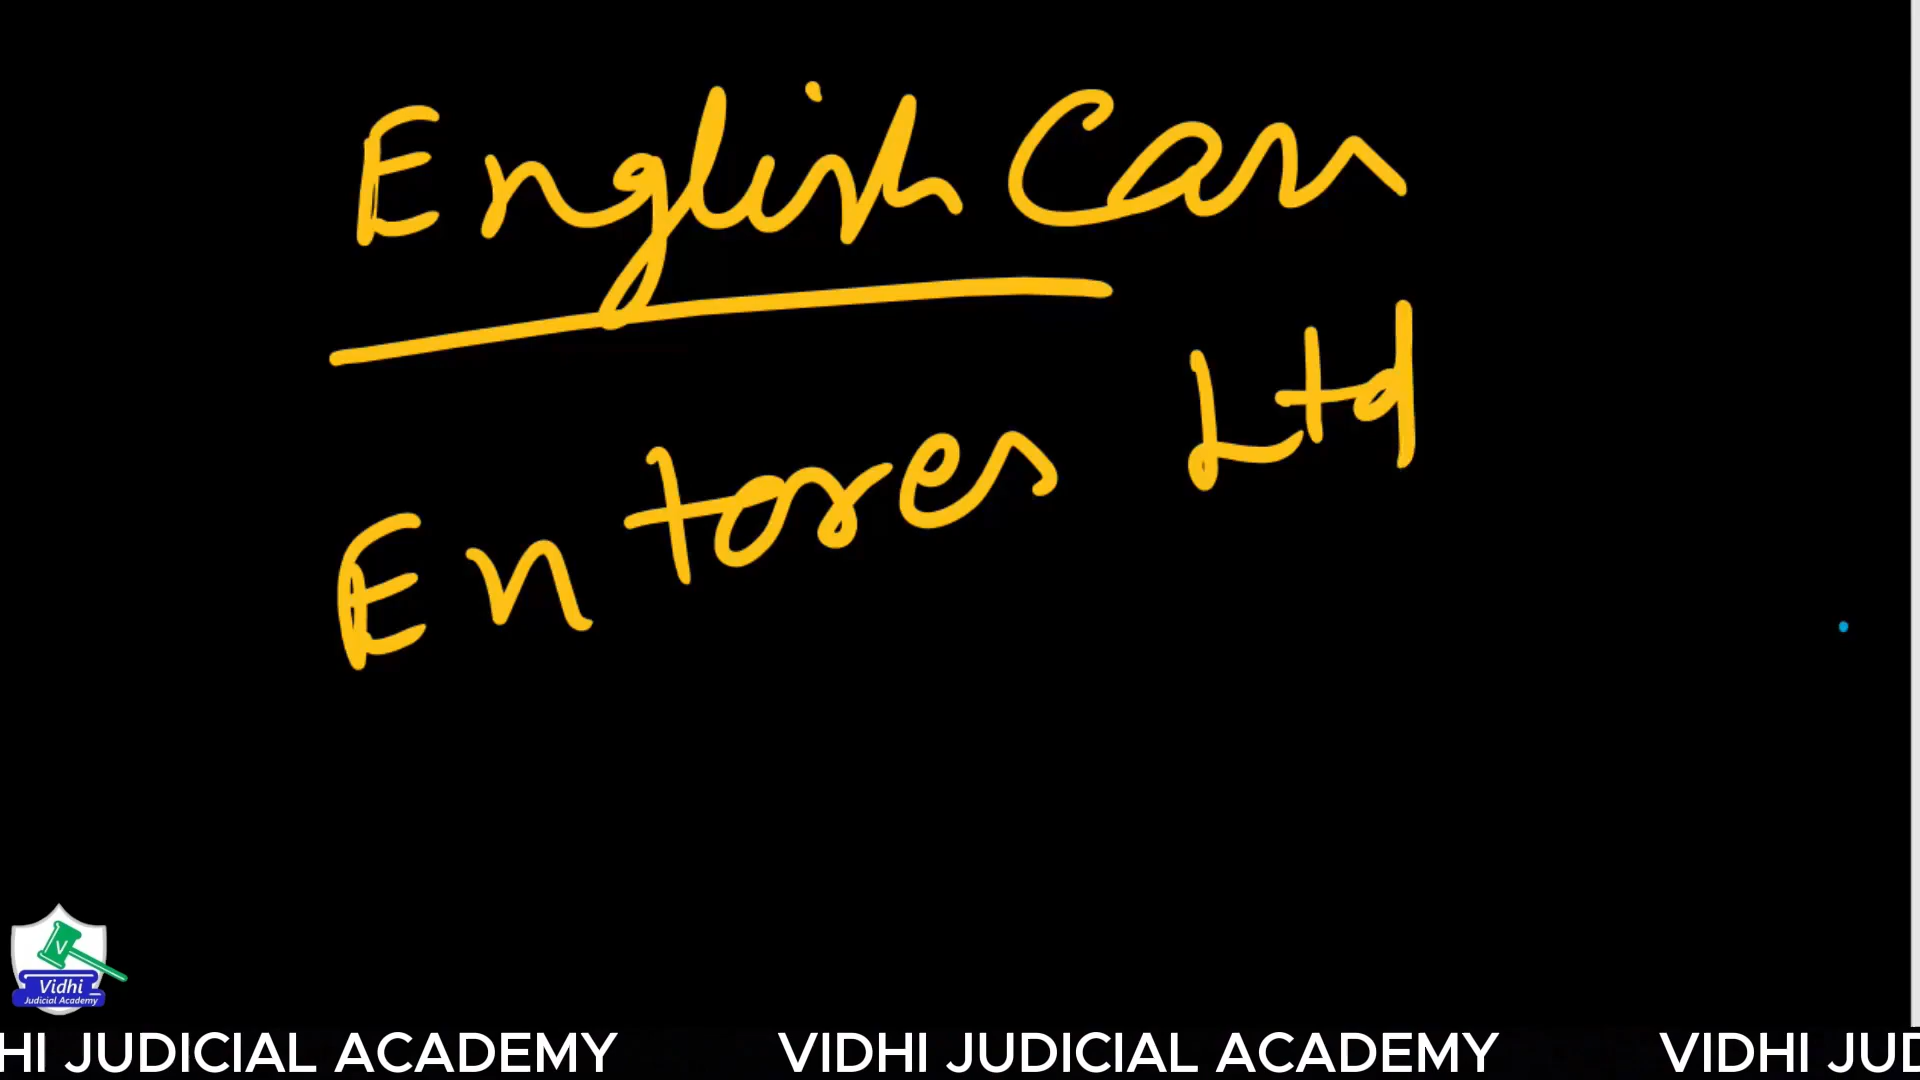 English Case
Entores Ltd
V
Vidhi
Judicial Academy
HI JUDICIAL ACADEMY VIDHI JUDICIAL ACADEMY VIDHI JUD